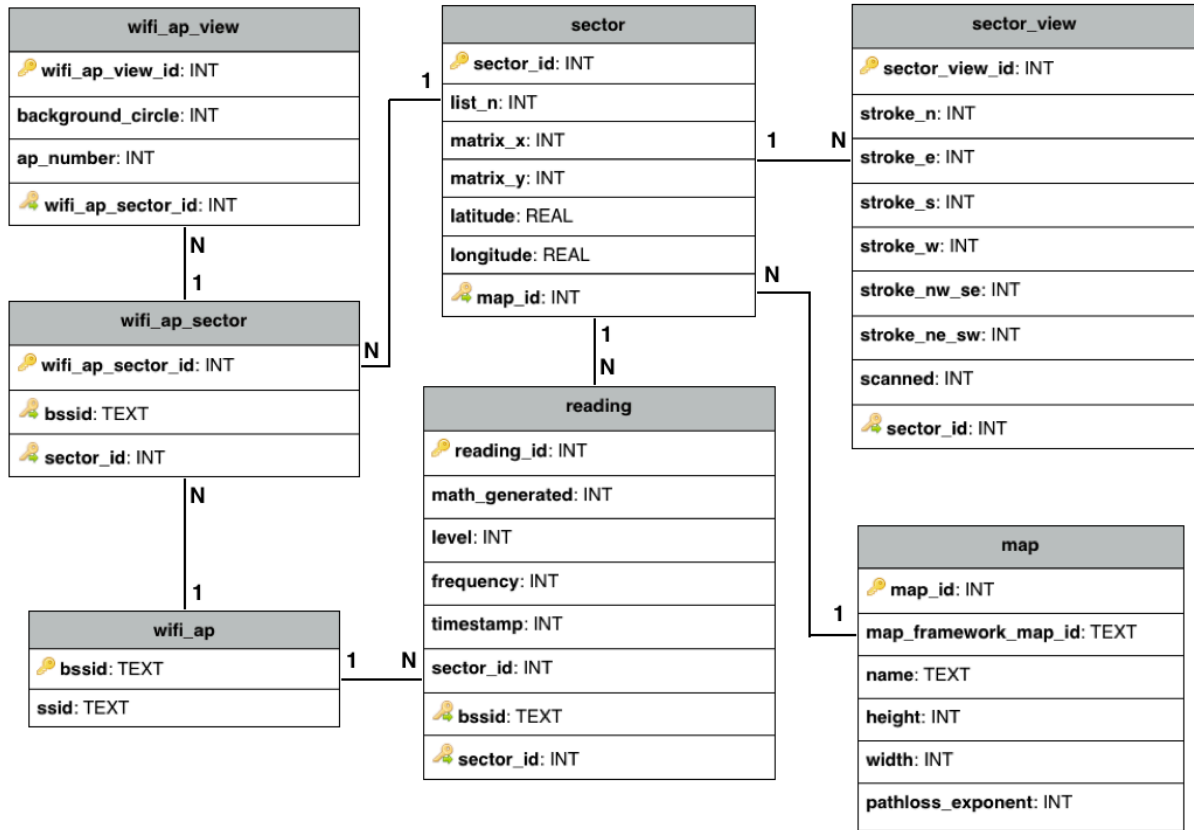 wifi_ap_view
wifi_ap_view_id: INT
background_circle: INT
ap_number: INT
wifi_ap_sector_id: INT
N
1
wifi_ap_sector
wifi_ap_sector_id: INT
bssid: TEXT
sector_id: INT
N
1
wifi_ap
bssid: TEXT
ssid: TEXT
1
N
1
N
sector
sector_id: INT
list_n: INT
matrix_x: INT
matrix_y: INT
latitude: REAL
longitude: REAL
map_id: INT
1
N
reading
reading_id: INT
math_generated: INT
level: INT
frequency: INT
timestamp: INT
sector_id: INT
bssid: TEXT
sector_id: INT
1
N
N
1
sector_view
sector_view_id: INT
stroke_n: INT
stroke_e: INT
stroke_s: INT
stroke_w: INT
stroke_nw_se: INT
stroke_ne_sw: INT
scanned: INT
sector_id: INT
map
map_id: INT
map_framework_map_id: TEXT
name: TEXT
height: INT
width: INT
pathloss_exponent: INT